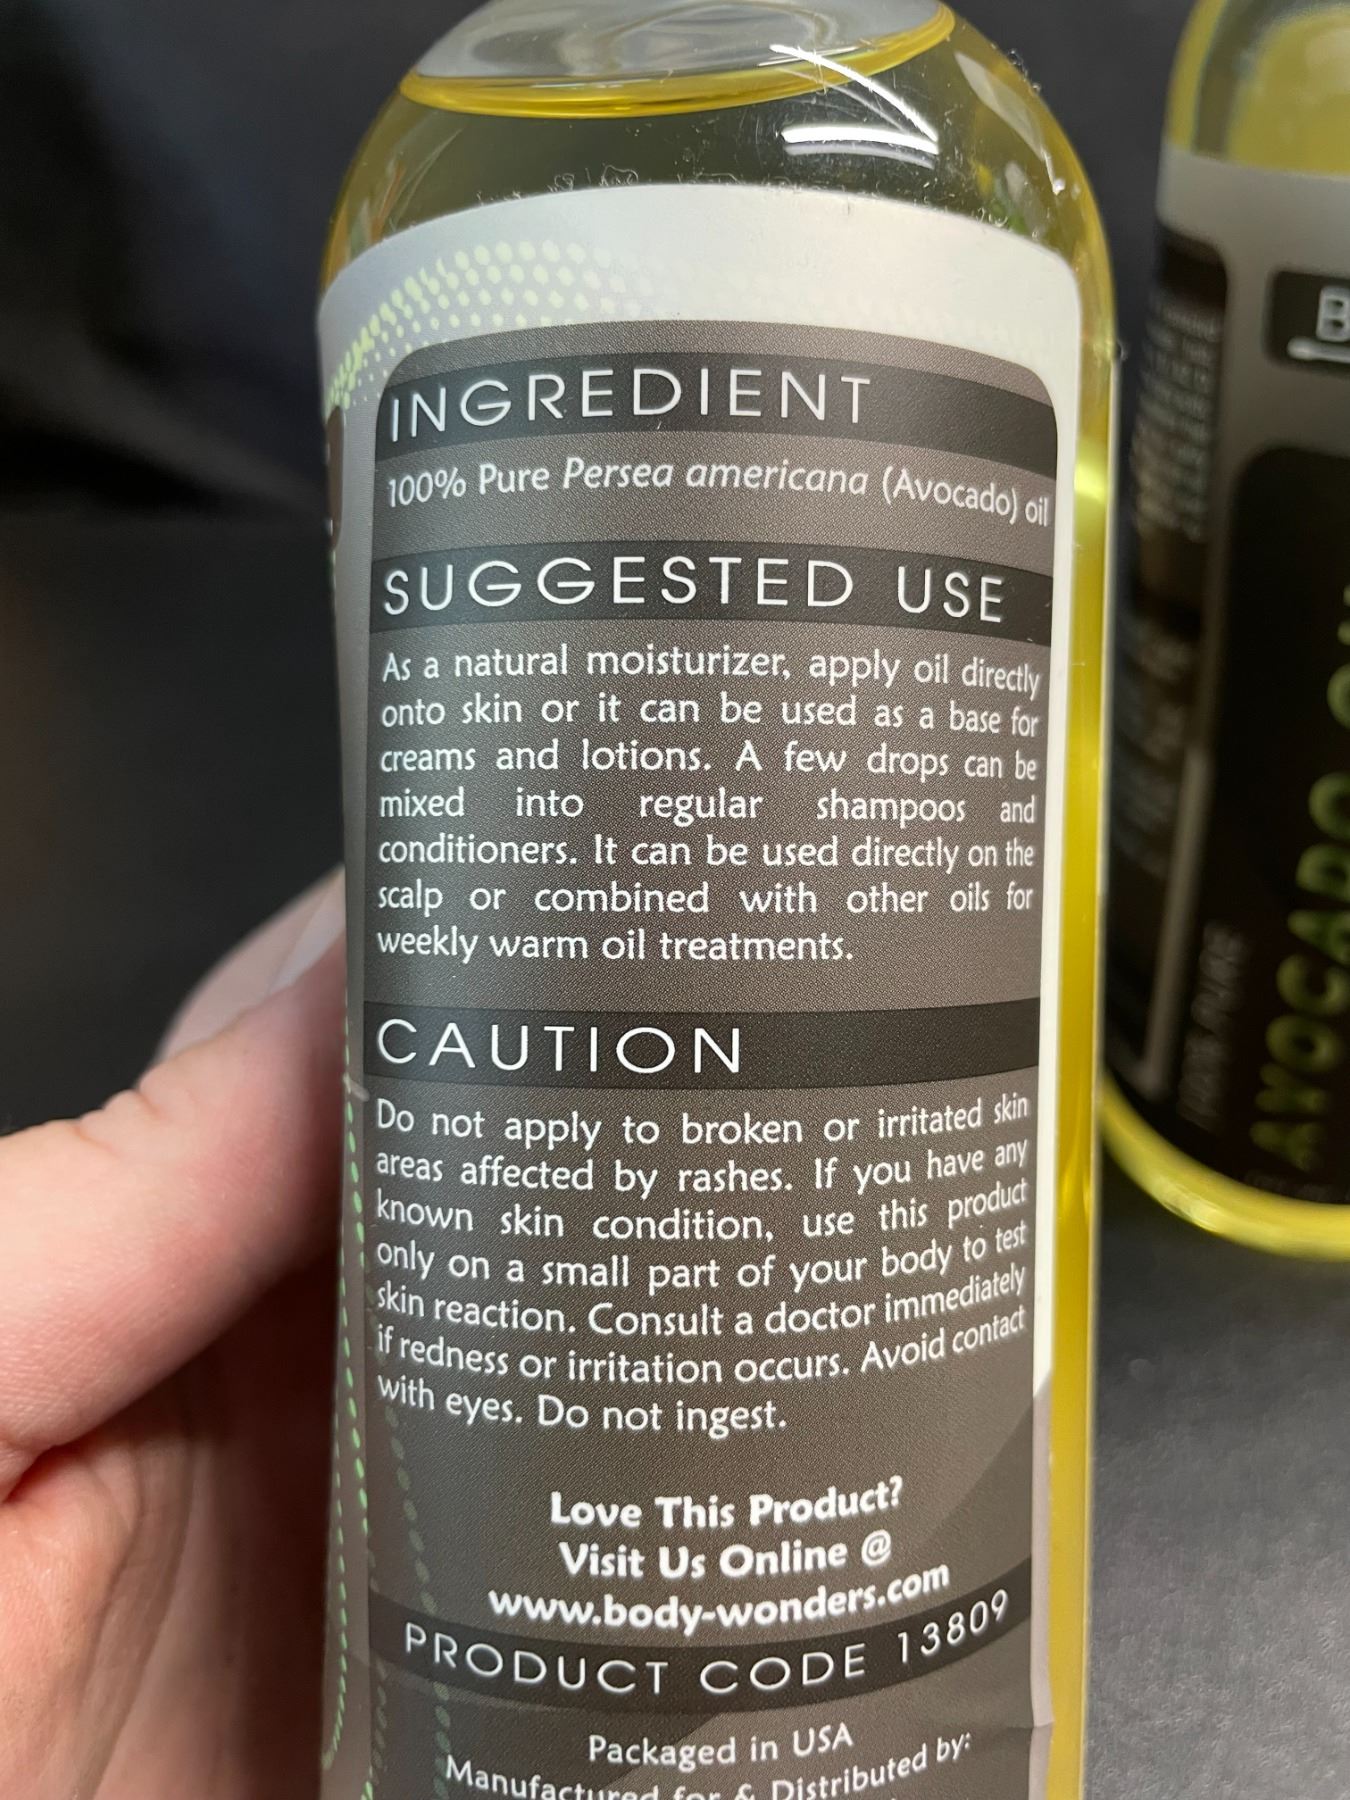 INGREDIENT
100% Pure Persea americana (Avocado) oil
SUGGESTED USE
As a natural moisturizer, apply oil directly
onto skin or it can be used as a base for
creams and lotions. A few drops can be
mixed into regular shampoos and
conditioners. It can be used directly on the
scalp or combined with other oils for
weekly warm oil treatments.
CAUTION
Do not apply to broken or irritated skin
areas affected by rashes. If you have any
known skin condition, use this product
only on a small part of your body to test
skin reaction. Consult a doctor immediately
if redness or irritation occurs. Avoid contact
with eyes. Do not ingest.
Love This Product?
Visit Us Online @
www.body-wonders.com
PRODUCT CODE 13809
Packaged in USA
Manufactured for & Distributed by:
100% PURE
AVOCADO